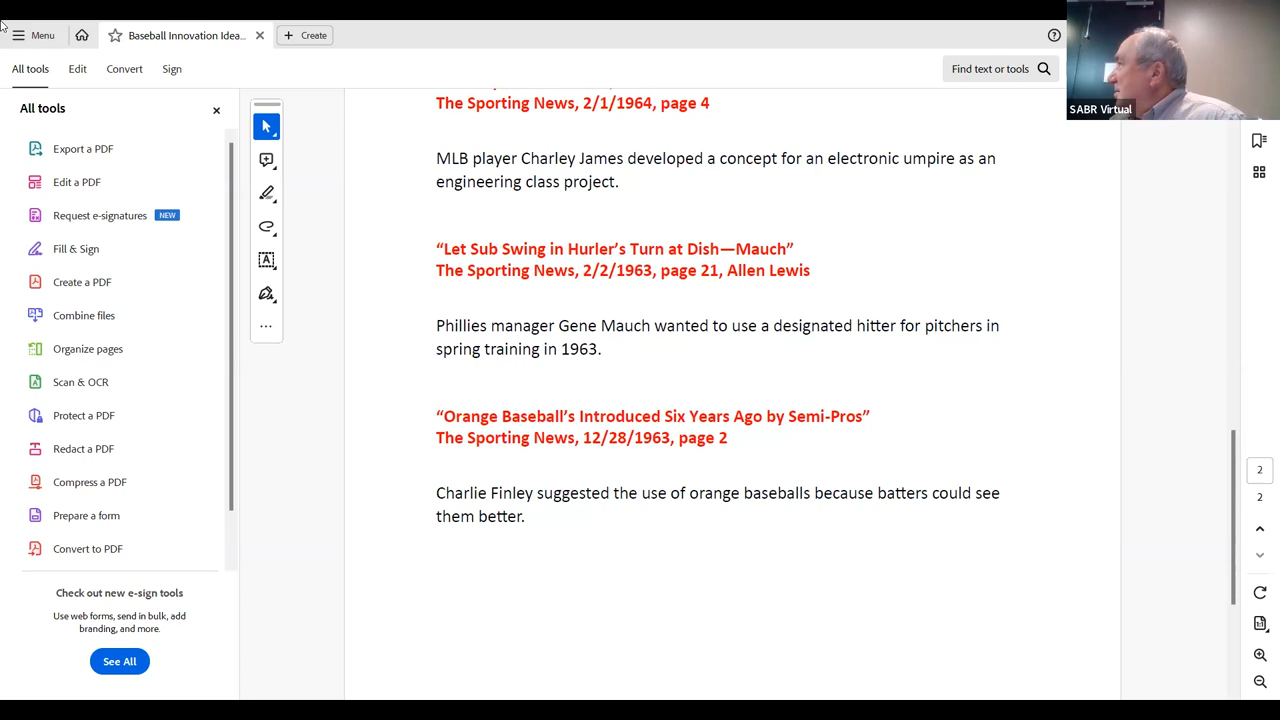 Menu
Baseball Innovation Idea...
Create
All tools
Edit
Convert
Sign
Find text or tools
SABR Virtual
All tools
Export a PDF
Edit a PDF
Request e-signatures NEW
Fill & Sign
Create a PDF
Combine files
Organize pages
Scan & OCR
Protect a PDF
Redact a PDF
Compress a PDF
Prepare a form
Convert to PDF
Check out new e-sign tools
Use web forms, send in bulk, add
branding, and more.
See All
The Sporting News, 2/1/1964, page 4
MLB player Charley James developed a concept for an electronic umpire as an
engineering class project.
“Let Sub Swing in Hurler’s Turn at Dish—Mauch”
The Sporting News, 2/2/1963, page 21, Allen Lewis
Phillies manager Gene Mauch wanted to use a designated hitter for pitchers in
spring training in 1963.
“Orange Baseball’s Introduced Six Years Ago by Semi-Pros”
The Sporting News, 12/28/1963, page 2
Charlie Finley suggested the use of orange baseballs because batters could see
them better.
2
2